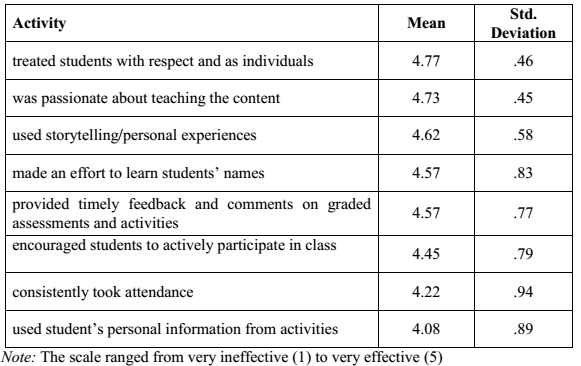 Activity Mean Std. Deviation
treated students with respect and as individuals 4.77 .46
was passionate about teaching the content 4.73 .45
used storytelling/personal experiences 4.62 .58
made an effort to learn students’ names 4.57 .83
provided timely feedback and comments on graded
assessments and activities 4.57 .77
encouraged students to actively participate in class 4.45 .79
consistently took attendance 4.22 .94
used student’s personal information from activities 4.08 .89
Note: The scale ranged from very ineffective (1) to very effective (5)